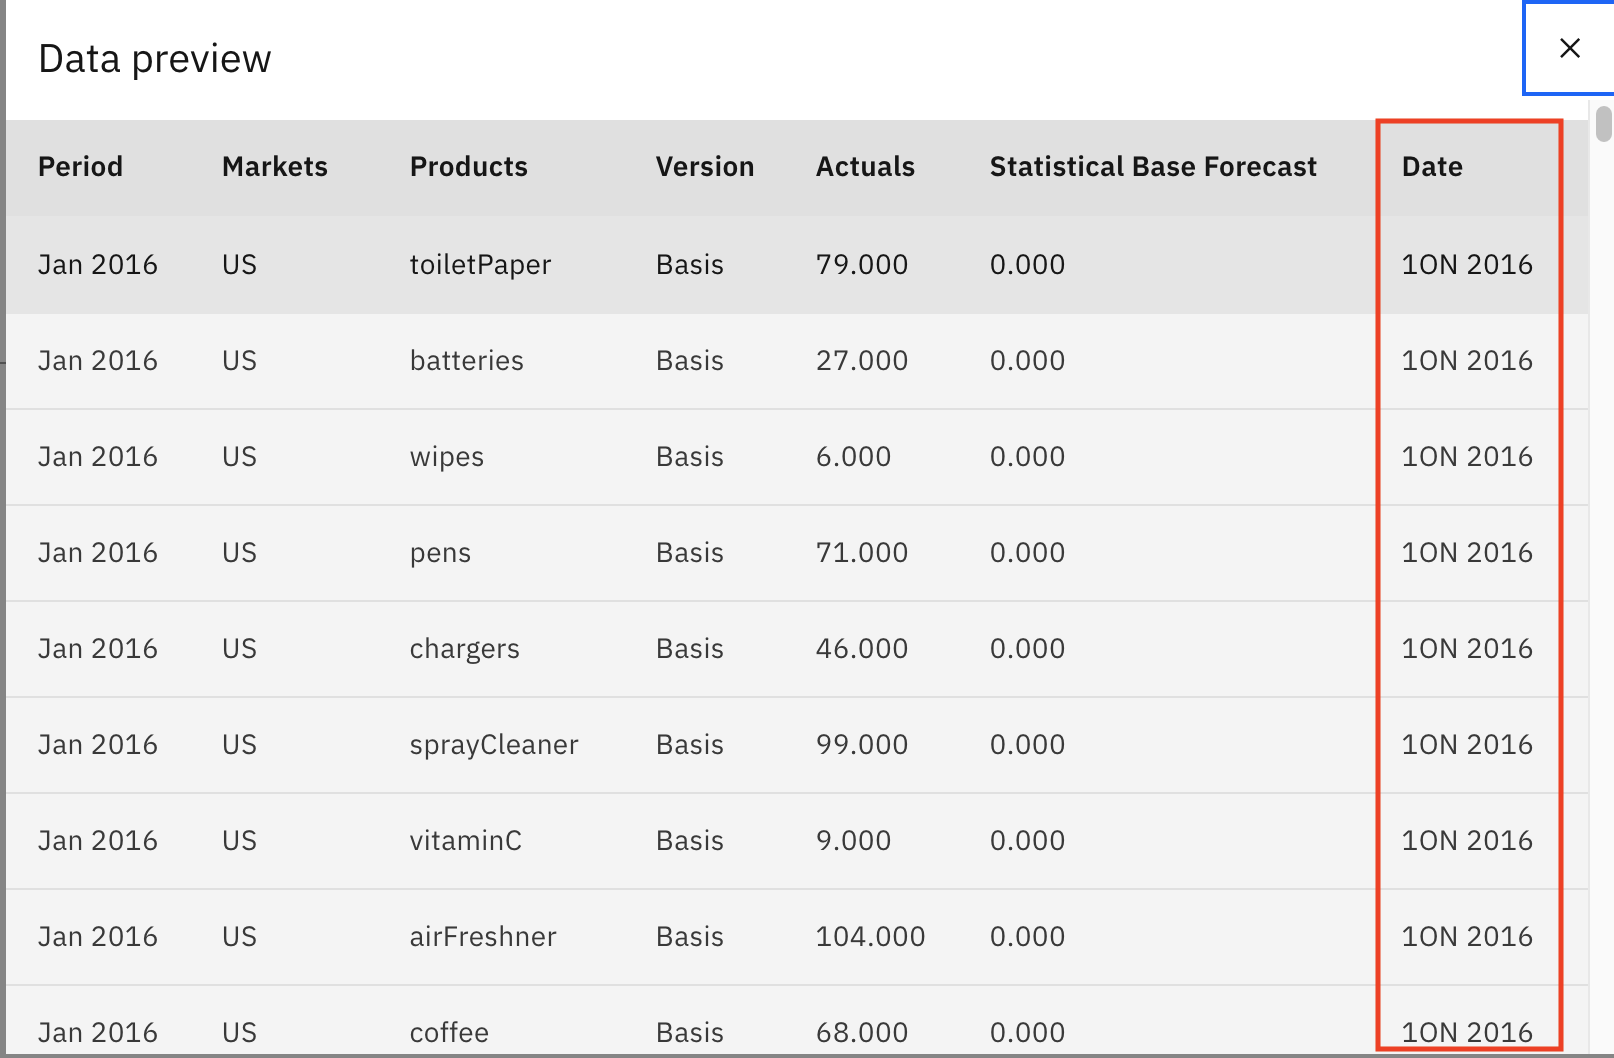 Data preview
Period Markets Products Version Actuals Statistical Base Forecast Date
Jan 2016 US toiletPaper Basis 79.000 0.000 1ON 2016
Jan 2016 US batteries Basis 27.000 0.000 1ON 2016
Jan 2016 US wipes Basis 6.000 0.000 1ON 2016
Jan 2016 US pens Basis 71.000 0.000 1ON 2016
Jan 2016 US chargers Basis 46.000 0.000 1ON 2016
Jan 2016 US sprayCleaner Basis 99.000 0.000 1ON 2016
Jan 2016 US vitaminC Basis 9.000 0.000 1ON 2016
Jan 2016 US airFreshner Basis 104.000 0.000 1ON 2016
Jan 2016 US coffee Basis 68.000 0.000 1ON 2016